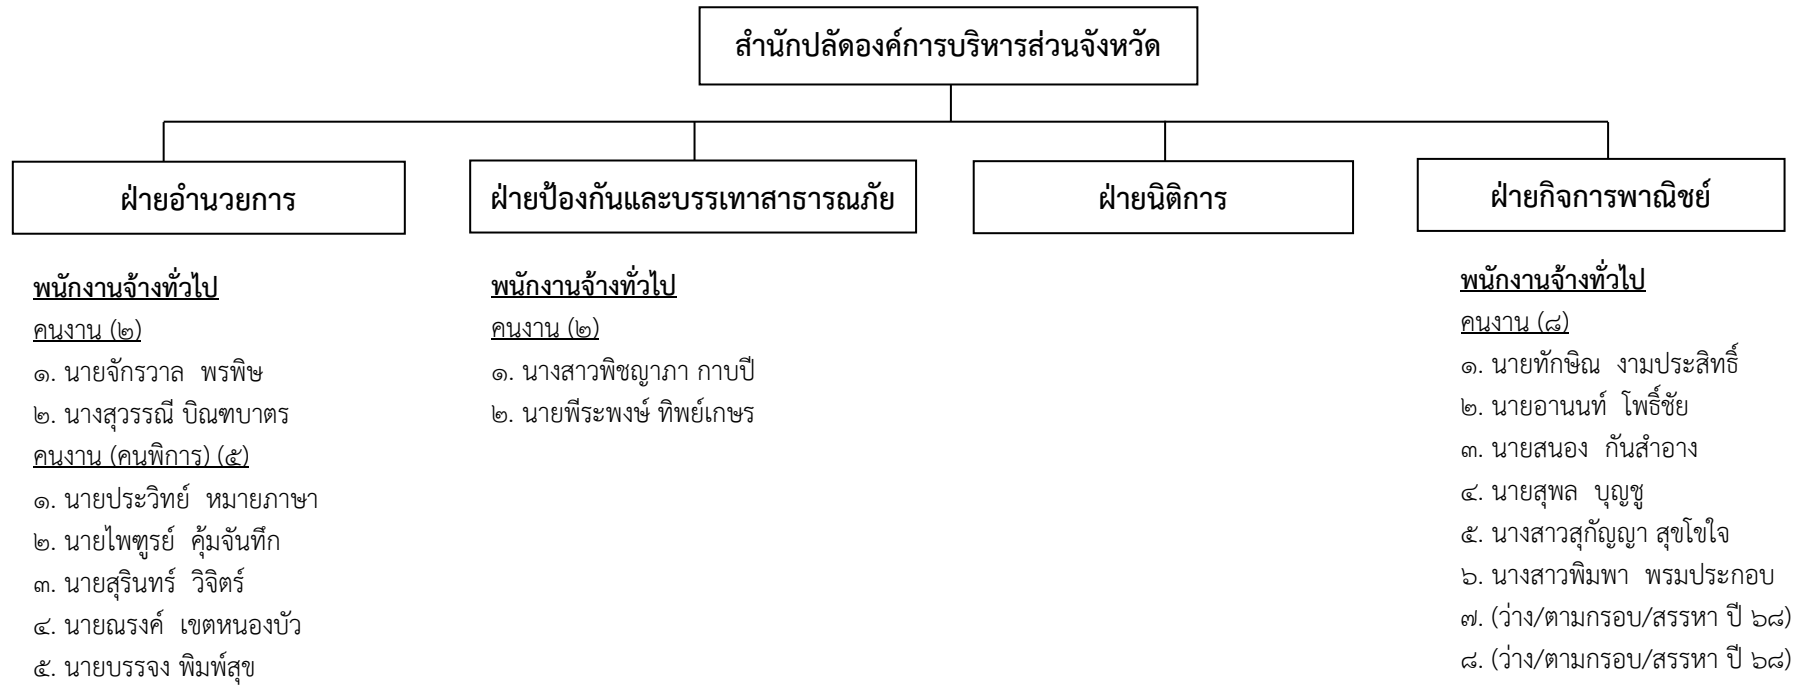 สำนักปลัดองค์การบริหารส่วนจังหวัด
ฝ่ายอำนวยการ
ฝ่ายป้องกันและบรรเทาสาธารณภัย
ฝ่ายนิติการ
ฝ่ายกิจการพาณิชย์
พนักงานจ้างทั่วไป
คนงาน (๒)
๑. นายจักรวาล พรพิษ
๒. นางสุวรรณี บิณฑบาตร
คนงาน (คนพิการ) (๕)
๑. นายประวิทย์ หมายภาษา
๒. นายไพฑูรย์ คุ้มจันทึก
๓. นายสุรินทร์ วิจิตร์
๔. นายณรงค์ เขตหนองบัว
๕. นายบรรจง พิมพ์สุข
พนักงานจ้างทั่วไป
คนงาน (๒)
๑. นางสาวพิชญาภา กาบปี
๒. นายพีระพงษ์ ทิพย์เกษร
พนักงานจ้างทั่วไป
คนงาน (๘)
๑. นายทักษิณ งามประสิทธิ์
๒. นายอานนท์ โพธิ์ชัย
๓. นายสนอง กันสำอาง
๔. นายสุพล บุญชู
๕. นางสาวสุกัญญา สุขโขใจ
๖. นางสาวพิมพา พรมประกอบ
๗. (ว่าง/ตามกรอบ/สรรหา ปี ๖๘)
๘. (ว่าง/ตามกรอบ/สรรหา ปี ๖๘)